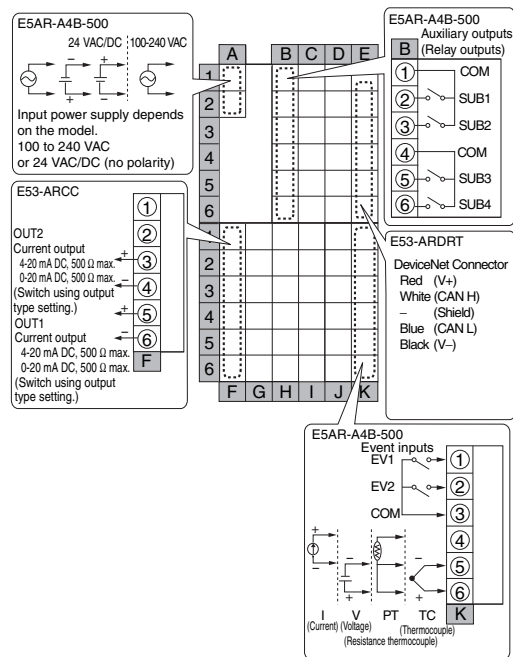 E5AR-A4B-500
24 VAC/DC
100-240 VAC
−
+
+
−
Input power supply depends
on the model.
100 to 240 VAC
or 24 VAC/DC (no polarity)
A
B
C
D
E
1
2
3
4
5
6
1
2
3
4
5
6
F
G
H
I
J
K
E5AR-A4B-500
Auxiliary outputs
(Relay outputs)
B
1
COM
2
SUB1
3
SUB2
4
COM
5
SUB3
6
SUB4
E53-ARCC
1
OUT2
2
Current output
4-20 mA DC, 500 Ω max.
+
3
0-20 mA DC, 500 Ω max.
−
4
(Switch using output
type setting.)
+
5
OUT1
Current output
−
6
4-20 mA DC, 500 Ω max.
0-20 mA DC, 500 Ω max.
F
(Switch using output
type setting.)
E53-ARDRT
DeviceNet Connector
Red (V+)
White (CAN H)
– (Shield)
Blue (CAN L)
Black (V–)
E5AR-A4B-500
Event inputs
EV1
1
EV2
2
COM
3
4
5
6
+
−
−
+
−
+
I
V
PT
TC
K
(Current)
(Voltage)
(Thermocouple)
(Resistance thermocouple)